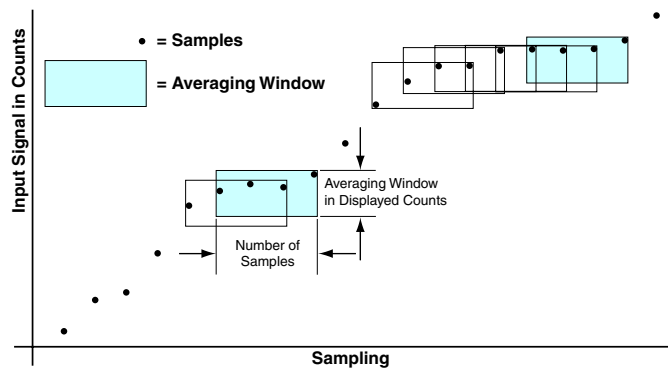 = Samples
= Averaging Window
Input Signal in Counts
Averaging Window
in Displayed Counts
Number of
Samples
Sampling